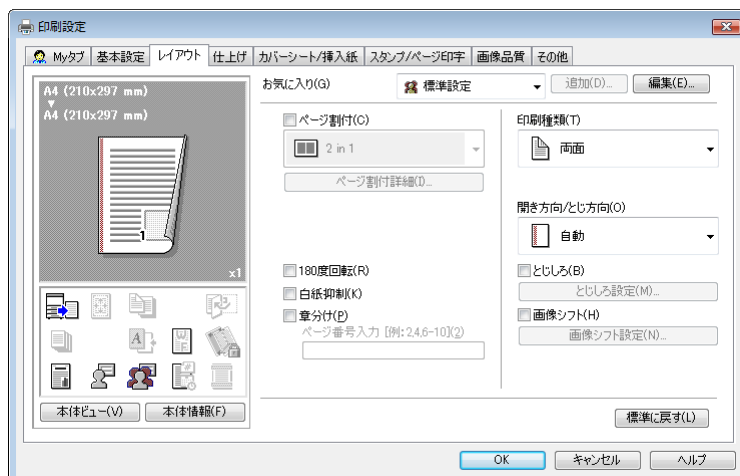 印刷設定
Myタブ 基本設定 レイアウト 仕上げ カバーシート/挿入紙 スタンプ/ページ印字 画像品質 その他
A4 (210x297 mm)
A4 (210x297 mm)
1
x1
本体ビュー(V) 本体情報(F)
お気に入り(G) 標準設定 追加(D)... 編集(E)...
ページ割付(C)
2 in 1
ページ割付詳細(I)...
180度回転(R)
白紙抑制(K)
章分け(P)
ページ番号入力 [例: 2,4,6-10](2)
印刷種類(T)
両面
開き方向/とじ方向(O)
自動
とじしろ(B)
とじしろ設定(M)...
画像シフト(H)
画像シフト設定(N)...
標準に戻す(L)
OK キャンセル ヘルプ